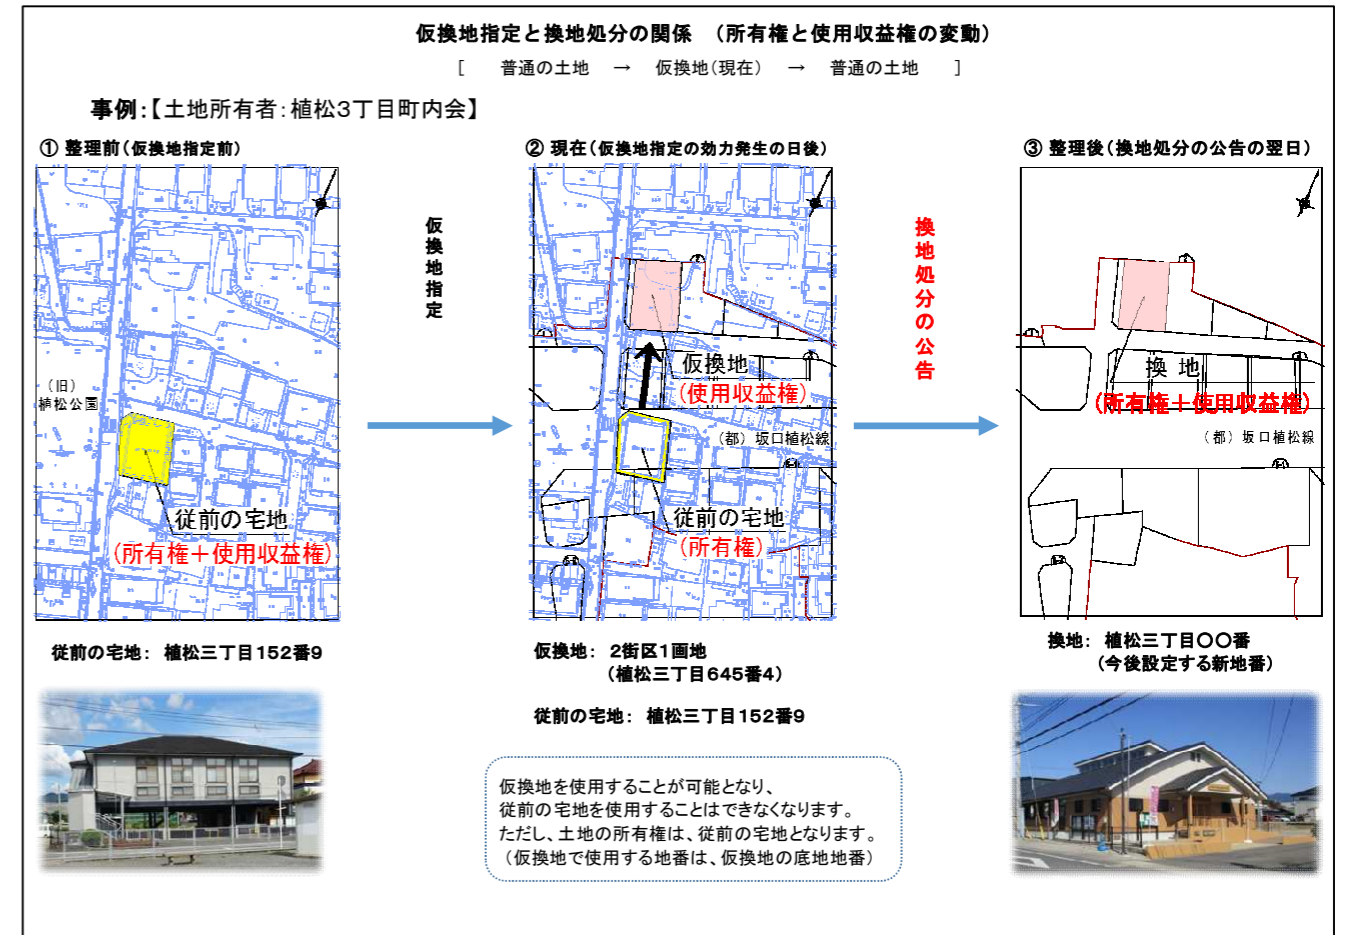 仮換地指定と換地処分の関係 （所有権と使用収益権の変動）
[ 普通の土地 → 仮換地（現在） → 普通の土地 ]
事例：【土地所有者：植松３丁目町内会】
① 整理前（仮換地指定前）
（旧）
植松公園
従前の宅地
（所有権＋使用収益権）
従前の宅地： 植松三丁目１５２番９
仮換地指定
② 現在（仮換地指定の効力発生の日後）
仮換地
（使用収益権）
（都）坂口植松線
従前の宅地
（所有権）
仮換地： ２街区１画地
（植松三丁目６４５番４）
従前の宅地： 植松三丁目１５２番９
仮換地を使用することが可能となり、
従前の宅地を使用することはできなくなります。
ただし、土地の所有権は、従前の宅地となります。
（仮換地で使用する地番は、仮換地の底地地番）
換地処分の公告
③ 整理後（換地処分の公告の翌日）
換 地
（所有権＋使用収益権）
（都）坂口植松線
換地： 植松三丁目〇〇番
（今後設定する新地番）